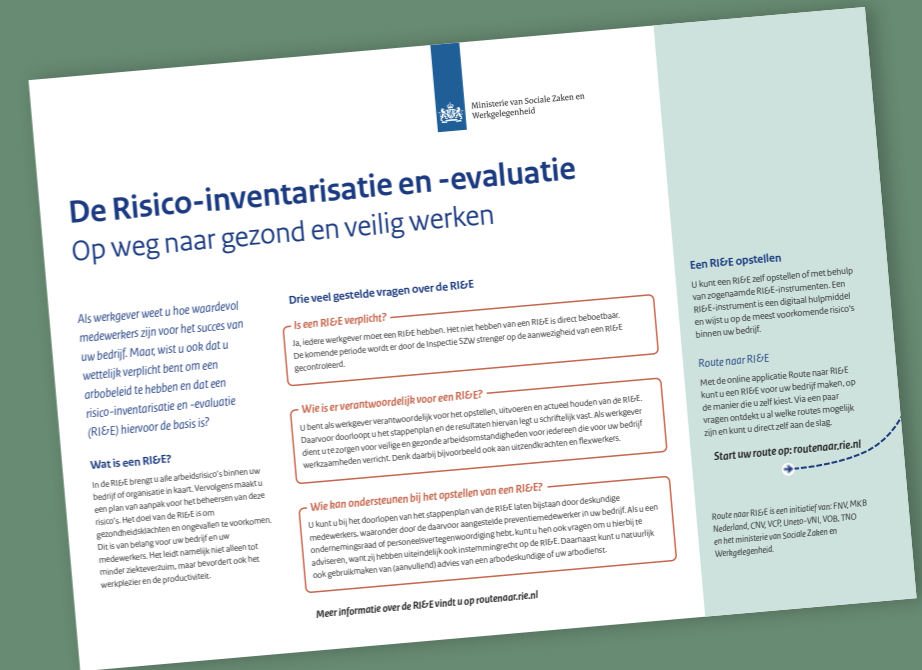 Ministerie van Sociale Zaken en
Werkgelegenheid
De Risico-inventarisatie en -evaluatie
Op weg naar gezond en veilig werken
Als werkgever weet u hoe waardevol
medewerkers zijn voor het succes van
uw bedrijf. Maar, wist u ook dat u
wettelijk verplicht bent om een
arbobeleid te hebben en dat een
risico-inventarisatie en -evaluatie
(RI&E) hiervoor de basis is?
Wat is een RI&E?
In de RI&E brengt u alle arbeidsrisico's binnen uw
bedrijf of organisatie in kaart. Vervolgens maakt u
een plan van aanpak voor het beheersen van deze
risico's. Het doel van de RI&E is om
gezondheidsklachten en ongevallen te voorkomen.
Dit is van belang voor uw bedrijf en uw
medewerkers. Het leidt namelijk niet alleen tot
minder ziekteverzuim, maar bevordert ook het
werkplezier en de productiviteit.
Drie veel gestelde vragen over de RI&E
Is een RI&E verplicht?
Ja, iedere werkgever moet een RI&E hebben. Het niet hebben van een RI&E is direct beboetbaar.
De komende periode wordt er door de Inspectie SZW strenger op de aanwezigheid van een RI&E
gecontroleerd.
Wie is er verantwoordelijk voor een RI&E?
U bent als werkgever verantwoordelijk voor het opstellen, uitvoeren en actueel houden van de RI&E.
Daarvoor doorloopt u het stappenplan en de resultaten hiervan legt u schriftelijk vast. Als werkgever
dient u te zorgen voor veilige en gezonde arbeidsomstandigheden voor iedereen die voor uw bedrijf
werkzaamheden verricht. Denk daarbij bijvoorbeeld ook aan uitzendkrachten en flexwerkers.
Wie kan ondersteunen bij het opstellen van een RI&E?
U kunt u bij het doorlopen van het stappenplan van de RI&E laten bijstaan door deskundige
medewerkers, waaronder de daarvoor aangestelde preventiemedewerker in uw bedrijf. Als u een
ondernemingsraad of personeelsvertegenwoordiging hebt, kunt u hen ook vragen om u hierbij te
adviseren, want zij hebben uiteindelijk ook instemmingsrecht op de RI&E. Daarnaast kunt u natuurlijk
ook gebruikmaken van (aanvullend) advies van een arbodeskundige of uw arbodienst.
Meer informatie over de RI&E vindt u op routenaar.rie.nl
Een RI&E opstellen
U kunt een RI&E zelf opstellen of met behulp
van zogenaamde RI&E-instrumenten. Een
RI&E-instrument is een digitaal hulpmiddel
en wijst u op de meest voorkomende risico's
binnen uw bedrijf.
Route naar RI&E
Met de online applicatie Route naar RI&E
kunt u een RI&E voor uw bedrijf maken, op
de manier die u zelf kiest. Via een paar
vragen ontdekt u al welke routes mogelijk
zijn en kunt u direct zelf aan de slag.
Start uw route op: routenaar.rie.nl
Route naar RI&E is een initiatief van: FNV, MKB
Nederland, CNV, VCP, Uneto-VNI, VOB, TNO
en het ministerie van Sociale Zaken en
Werkgelegenheid.